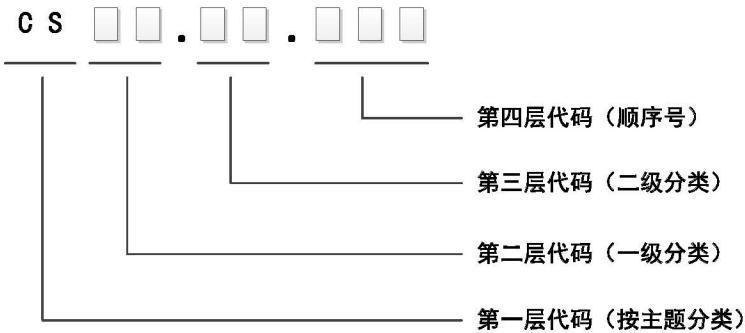 CS□□.□□.□□□
第四层代码（顺序号）
第三层代码（二级分类）
第二层代码（一级分类）
第一层代码（按主题分类）